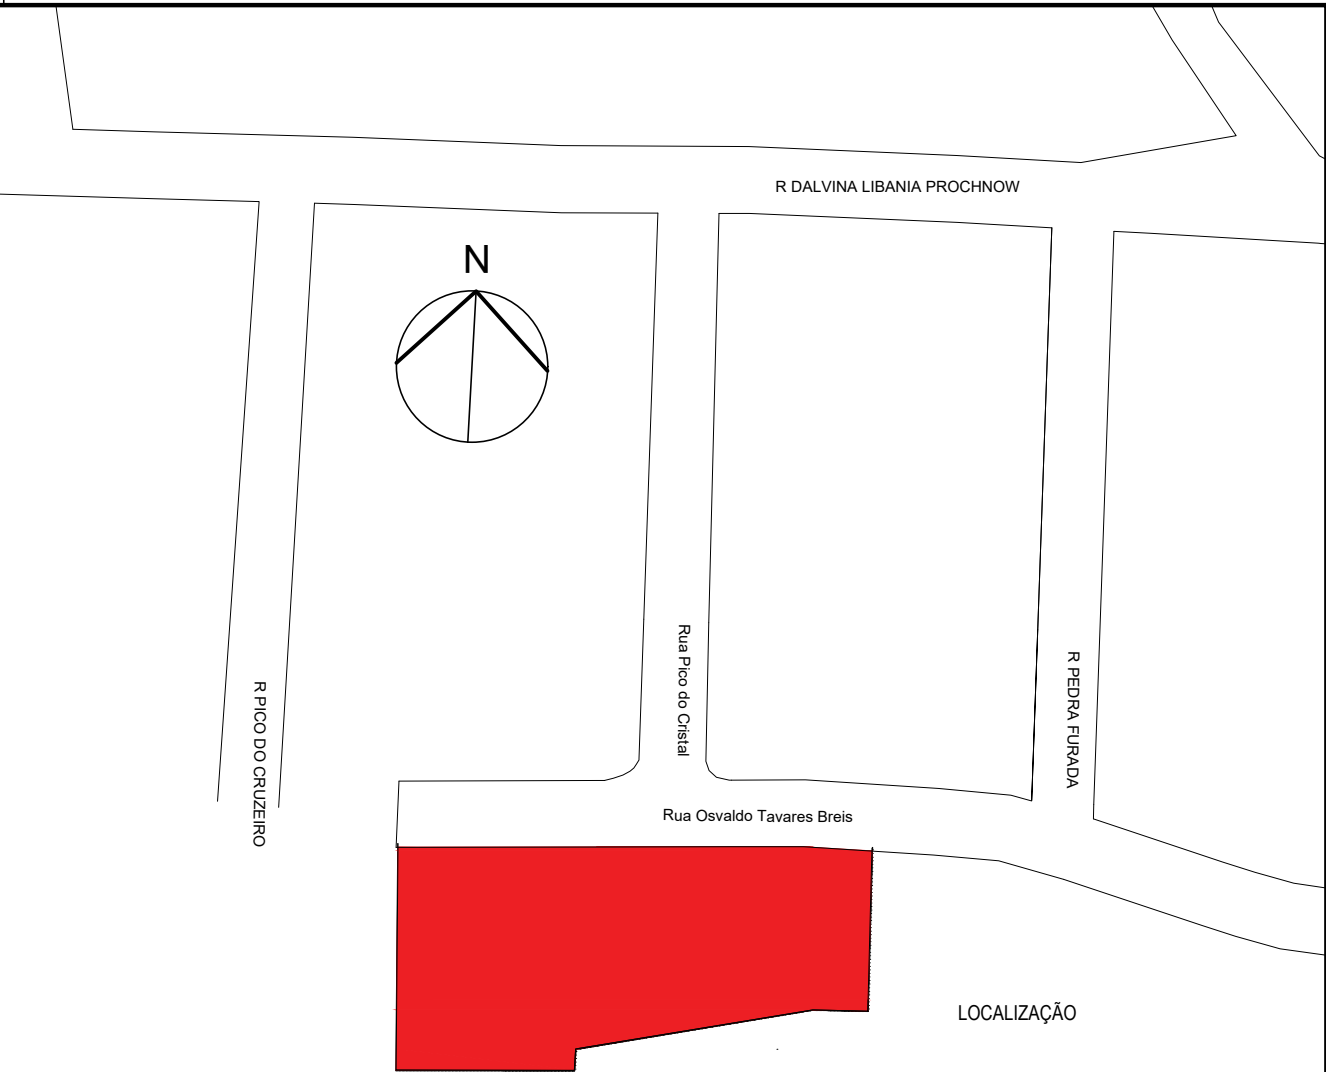 R DALVINA LIBANIA PROCHNOW
N
Rua Pico do Cristal
R PEDRA FURADA
R PICO DO CRUZEIRO
Rua Osvaldo Tavares Breis
LOCALIZAÇÃO